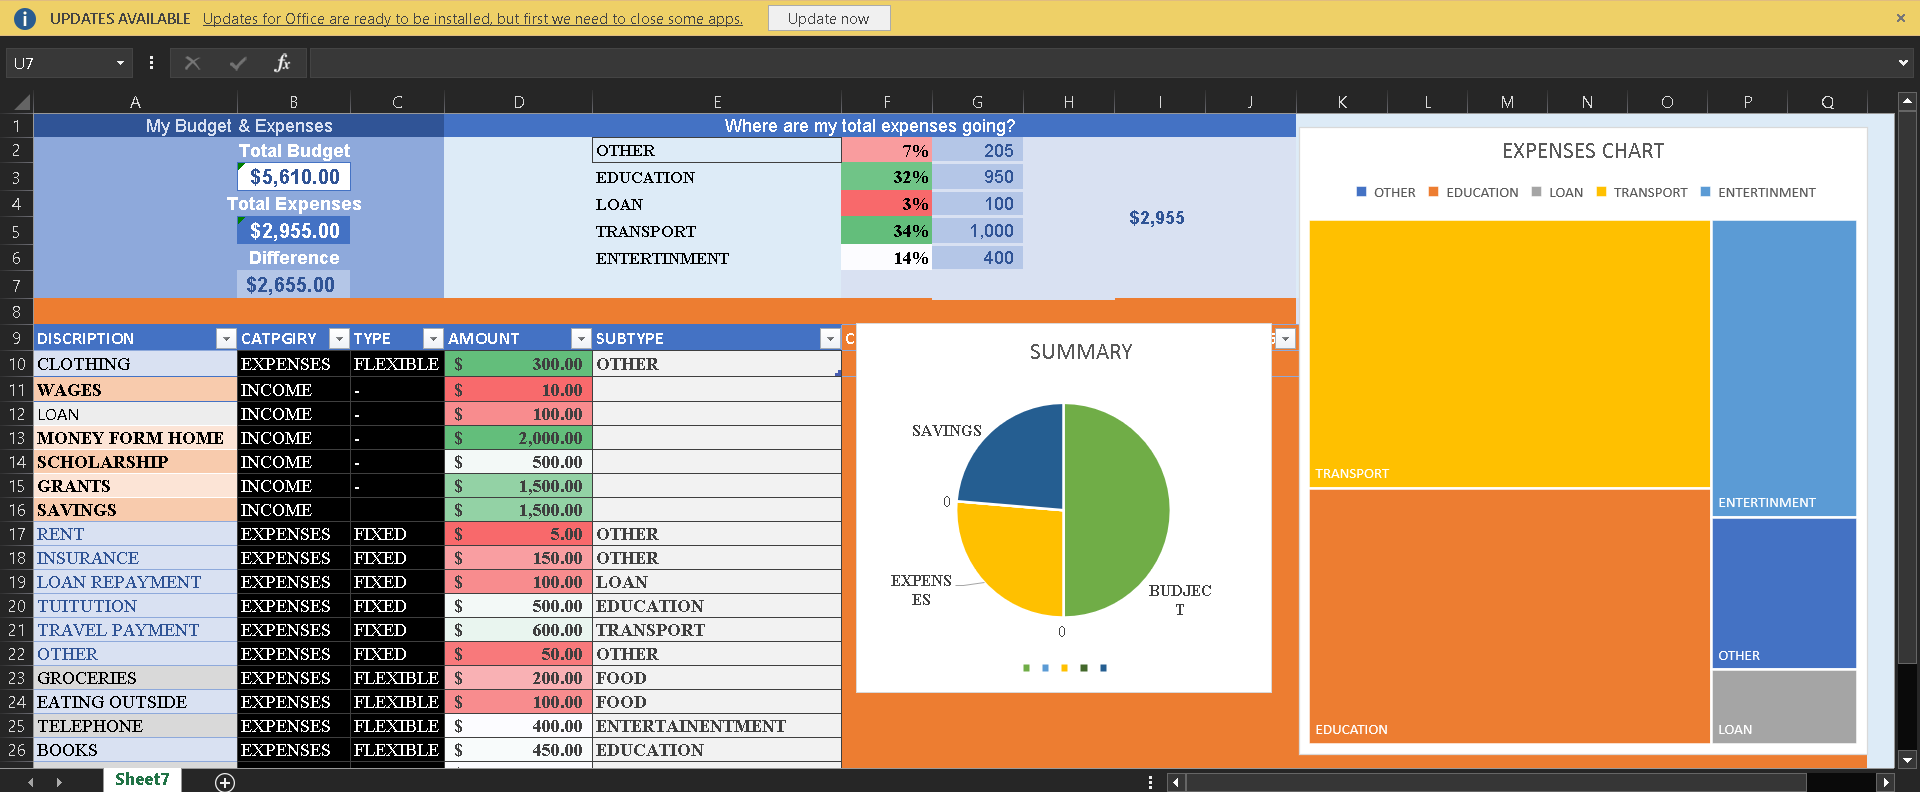 UPDATES AVAILABLE Updates for Office are ready to be installed, but first we need to close some apps. Update now
U7 fx
A B C D E F G H I J K L M N O P Q
1 My Budget & Expenses Where are my total expenses going?
2 Total Budget OTHER 7% 205
3 $5,610.00 EDUCATION 32% 950
4 Total Expenses LOAN 3% 100
5 $2,955.00 TRANSPORT 34% 1,000 $2,955
6 Difference ENTERTINMENT 14% 400
7 $2,655.00
8
9 DISCRIPTION CATPGIRY TYPE AMOUNT SUBTYPE C
10 CLOTHING EXPENSES FLEXIBLE $ 300.00 OTHER
11 WAGES INCOME - $ 10.00
12 LOAN INCOME - $ 100.00
13 MONEY FORM HOME INCOME - $ 2,000.00
14 SCHOLARSHIP INCOME - $ 500.00
15 GRANTS INCOME - $ 1,500.00
16 SAVINGS INCOME $ 1,500.00
17 RENT EXPENSES FIXED $ 5.00 OTHER
18 INSURANCE EXPENSES FIXED $ 150.00 OTHER
19 LOAN REPAYMENT EXPENSES FIXED $ 100.00 LOAN
20 TUITUTION EXPENSES FIXED $ 500.00 EDUCATION
21 TRAVEL PAYMENT EXPENSES FIXED $ 600.00 TRANSPORT
22 OTHER EXPENSES FIXED $ 50.00 OTHER
23 GROCERIES EXPENSES FLEXIBLE $ 200.00 FOOD
24 EATING OUTSIDE EXPENSES FLEXIBLE $ 100.00 FOOD
25 TELEPHONE EXPENSES FLEXIBLE $ 400.00 ENTERTAINENTMENT
26 BOOKS EXPENSES FLEXIBLE $ 450.00 EDUCATION
SUMMARY
SAVINGS
0
EXPENS
ES
BUDJEC
T
0
EXPENSES CHART
OTHER EDUCATION LOAN TRANSPORT ENTERTINMENT
TRANSPORT
ENTERTINMENT
OTHER
EDUCATION
LOAN
Sheet7